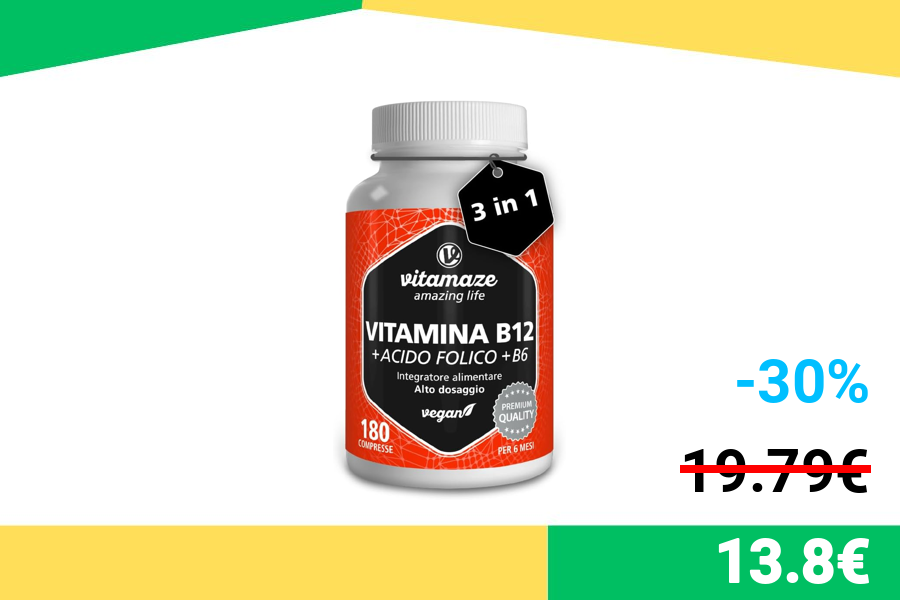 3 in 1
vitamaze
amazing life
VITAMINA B12
+ACIDO FOLICO +B6
Integratore alimentare
Alto dosaggio
vegan
PREMIUM
QUALITY
180
COMPRESSE
PER 6 MESI
-30%
19.79€
13.8€